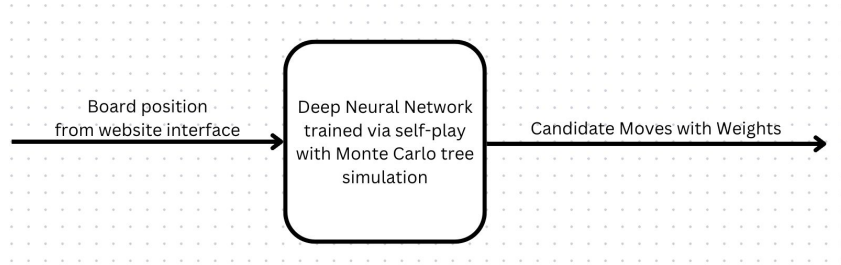 Board position
from website interface
Deep Neural Network
trained via self-play
with Monte Carlo tree
simulation
Candidate Moves with Weights